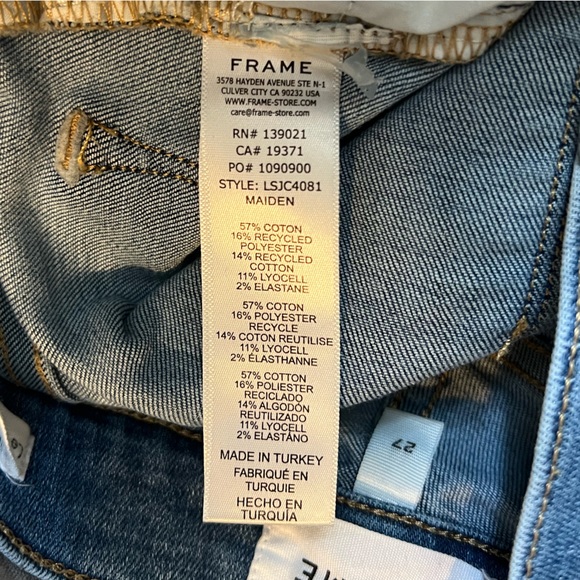 FRAME
3578 HAYDEN AVENUE STE N-1
CULVER CITY CA 90232 USA
WWW.FRAME-STORE.COM
care@frame-store.com
RN# 139021
CA# 19371
PO# 1090900
STYLE: LSJC4081
MAIDEN
57% COTON
16% RECYCLED
POLYESTER
14% RECYCLED
COTTON
11% LYOCELL
2% ELASTANE
57% COTON
16% POLYESTER
RECYCLE
14% COTON REUTILISE
11% LYOCELL
2% ÉLASTHANNE
57% COTTON
16% POLIESTER
RECICLADO
14% ALGODÓN
REUTILIZADO
11% LYOCELL
2% ELASTANO
MADE IN TURKEY
FABRIQUÉ EN
TURQUIE
HECHO EN
TURQUÍA
27